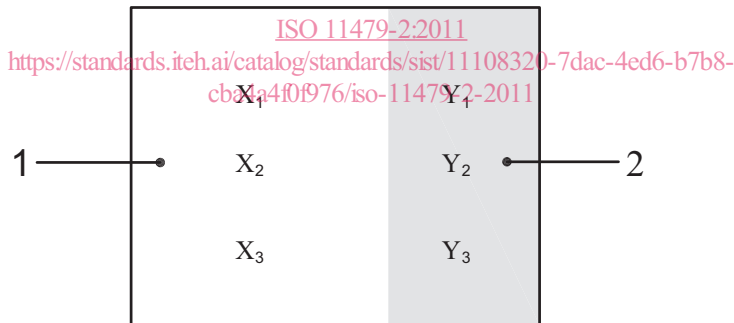 ISO 11479-2:2011
https://standards.iteh.ai/catalog/standards/sist/11108320-7dac-4ed6-b7b8-
cba4a4f0f976/iso-11479-2-2011
X₁ Y₁
1 X₂ Y₂ 2
X₃ Y₃